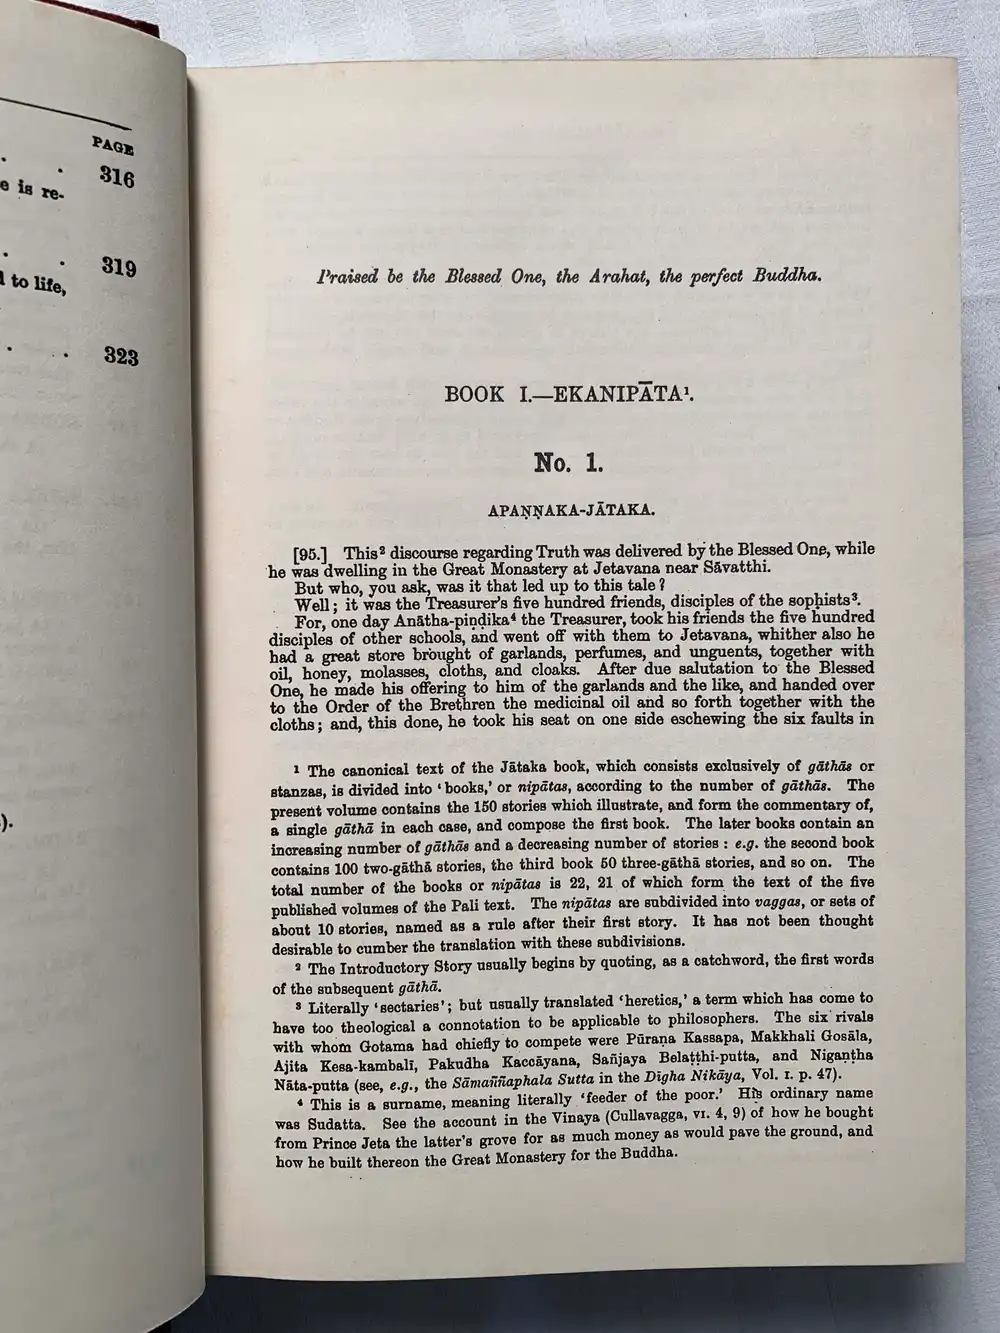 PAGE
. . 316
e is re-
. . 319
to life,
. . 323
).
Praised be the Blessed One, the Arahat, the perfect Buddha.
BOOK I.—EKANIPĀTA¹.
No. 1.
APAṆṆAKA-JĀTAKA.
[95.] This² discourse regarding Truth was delivered by the Blessed One, while
he was dwelling in the Great Monastery at Jetavana near Sāvatthi.
But who, you ask, was it that led up to this tale?
Well; it was the Treasurer's five hundred friends, disciples of the sophists³.
For, one day Anātha-piṇḍika⁴ the Treasurer, took his friends the five hundred
disciples of other schools, and went off with them to Jetavana, whither also he
had a great store brought of garlands, perfumes, and unguents, together with
oil, honey, molasses, cloths, and cloaks. After due salutation to the Blessed
One, he made his offering to him of the garlands and the like, and handed over
to the Order of the Brethren the medicinal oil and so forth together with the
cloths; and, this done, he took his seat on one side eschewing the six faults in
¹ The canonical text of the Jātaka book, which consists exclusively of gāthās or
stanzas, is divided into 'books,' or nipātas, according to the number of gāthās. The
present volume contains the 150 stories which illustrate, and form the commentary of,
a single gāthā in each case, and compose the first book. The later books contain an
increasing number of gāthās and a decreasing number of stories : e.g. the second book
contains 100 two-gāthā stories, the third book 50 three-gāthā stories, and so on. The
total number of the books or nipātas is 22, 21 of which form the text of the five
published volumes of the Pali text. The nipātas are subdivided into vaggas, or sets of
about 10 stories, named as a rule after their first story. It has not been thought
desirable to cumber the translation with these subdivisions.
² The Introductory Story usually begins by quoting, as a catchword, the first words
of the subsequent gāthā.
³ Literally 'sectaries'; but usually translated 'heretics,' a term which has come to
have too theological a connotation to be applicable to philosophers. The six rivals
with whom Gotama had chiefly to compete were Pūraṇa Kassapa, Makkhali Gosāla,
Ajita Kesa-kambalī, Pakudha Kaccāyana, Sañjaya Belaṭṭhi-putta, and Nigaṇṭha
Nāta-putta (see, e.g., the Sāmaññaphala Sutta in the Dīgha Nikāya, Vol. I. p. 47).
⁴ This is a surname, meaning literally 'feeder of the poor.' His ordinary name
was Sudatta. See the account in the Vinaya (Cullavagga, VI. 4, 9) of how he bought
from Prince Jeta the latter's grove for as much money as would pave the ground, and
how he built thereon the Great Monastery for the Buddha.